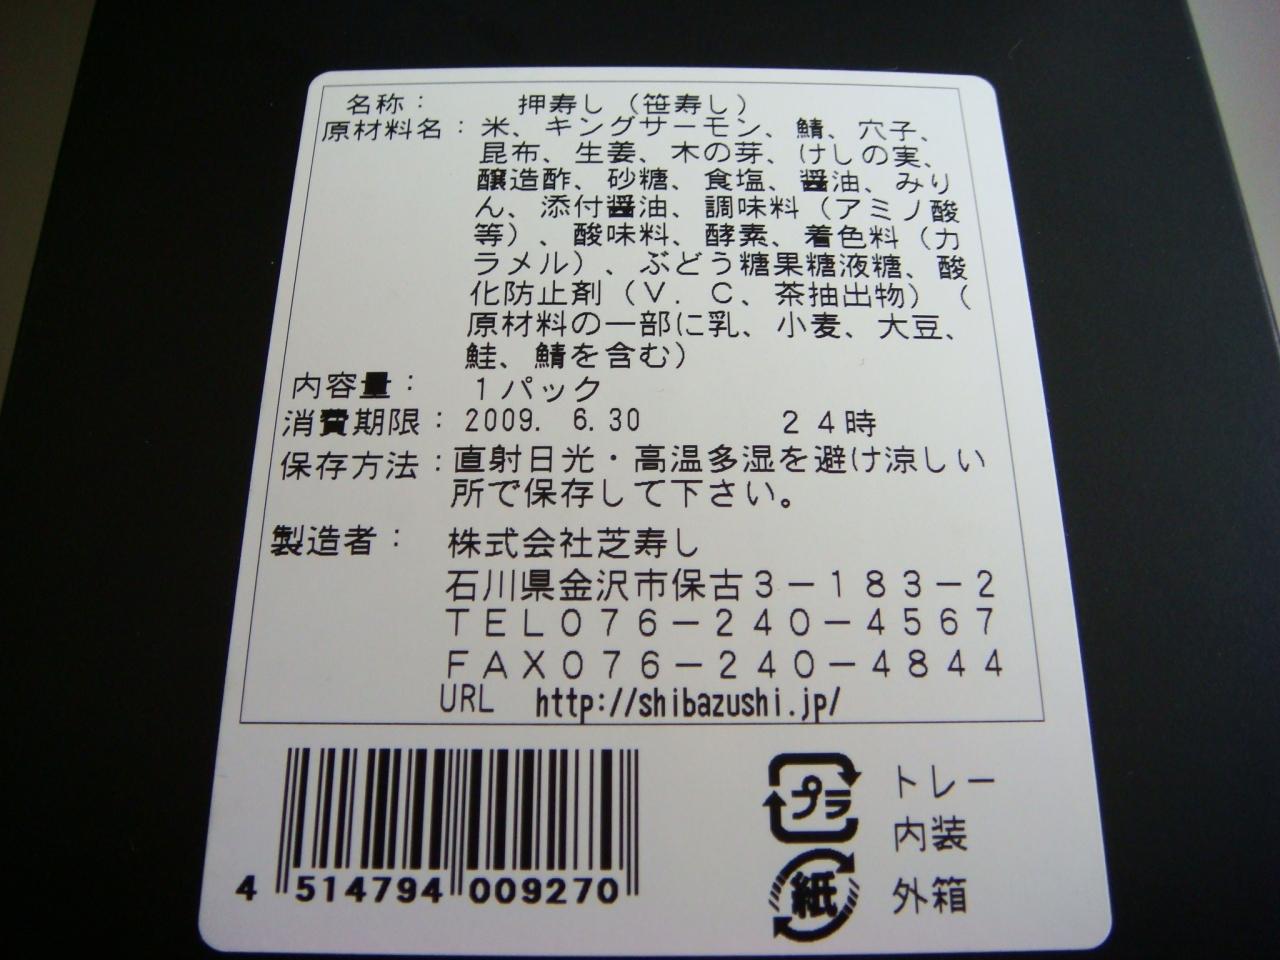 名称： 押寿し（笹寿し）
原材料名：米、キングサーモン、鯖、穴子、
昆布、生姜、木の芽、けしの実、
醸造酢、砂糖、食塩、醤油、みり
ん、添付醤油、調味料（アミノ酸
等）、酸味料、酵素、着色料（カ
ラメル）、ぶどう糖果糖液糖、酸
化防止剤（Ｖ．Ｃ、茶抽出物）（
原材料の一部に乳、小麦、大豆、
鮭、鯖を含む）
内容量： １パック
消費期限：2009. 6.30 ２４時
保存方法：直射日光・高温多湿を避け涼しい
所で保存して下さい。
製造者： 株式会社芝寿し
石川県金沢市保古３－１８３－２
ＴＥＬ０７６－２４０－４５６７
ＦＡＸ０７６－２４０－４８４４
URL http://shibazushi.jp/
4 514794 009270
プラ トレー
内装
紙 外箱